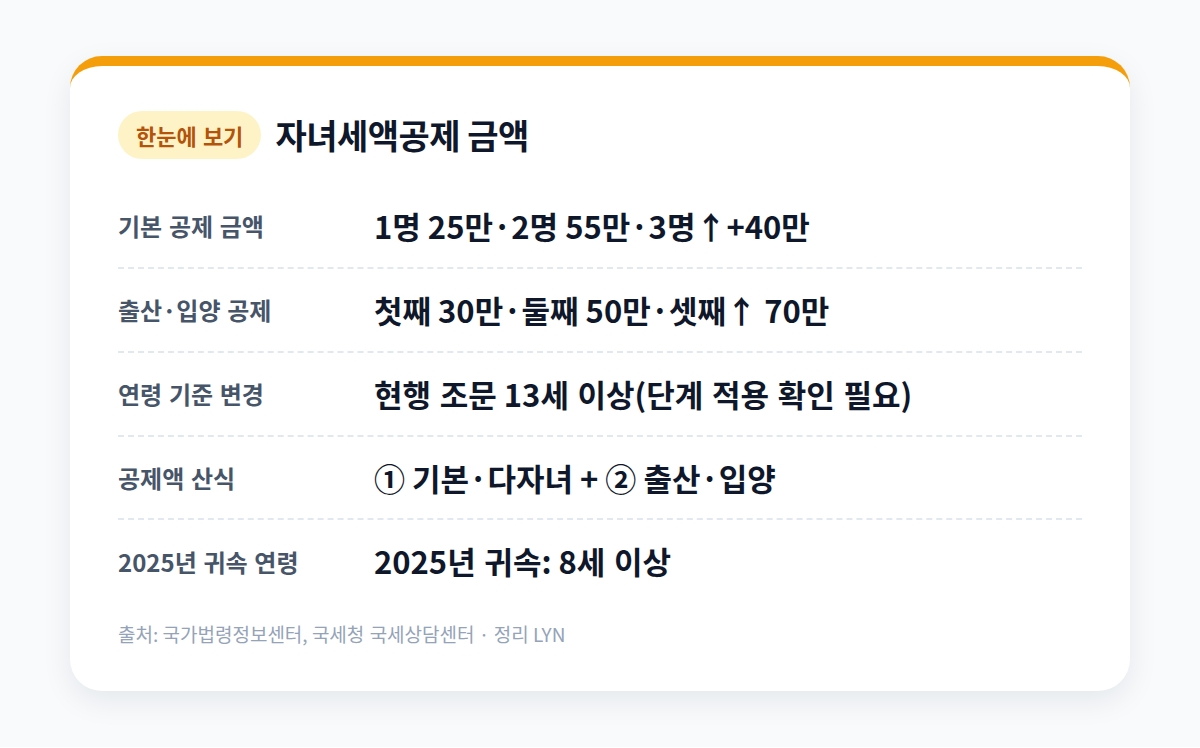 한눈에 보기 자녀세액공제 금액
기본 공제 금액 1명 25만·2명 55만·3명↑+40만
출산·입양 공제 첫째 30만·둘째 50만·셋째↑ 70만
연령 기준 변경 현행 조문 13세 이상(단계 적용 확인 필요)
공제액 산식 ① 기본·다자녀 + ② 출산·입양
2025년 귀속 연령 2025년 귀속: 8세 이상
출처: 국가법령정보센터, 국세청 국세상담센터 · 정리 LYN